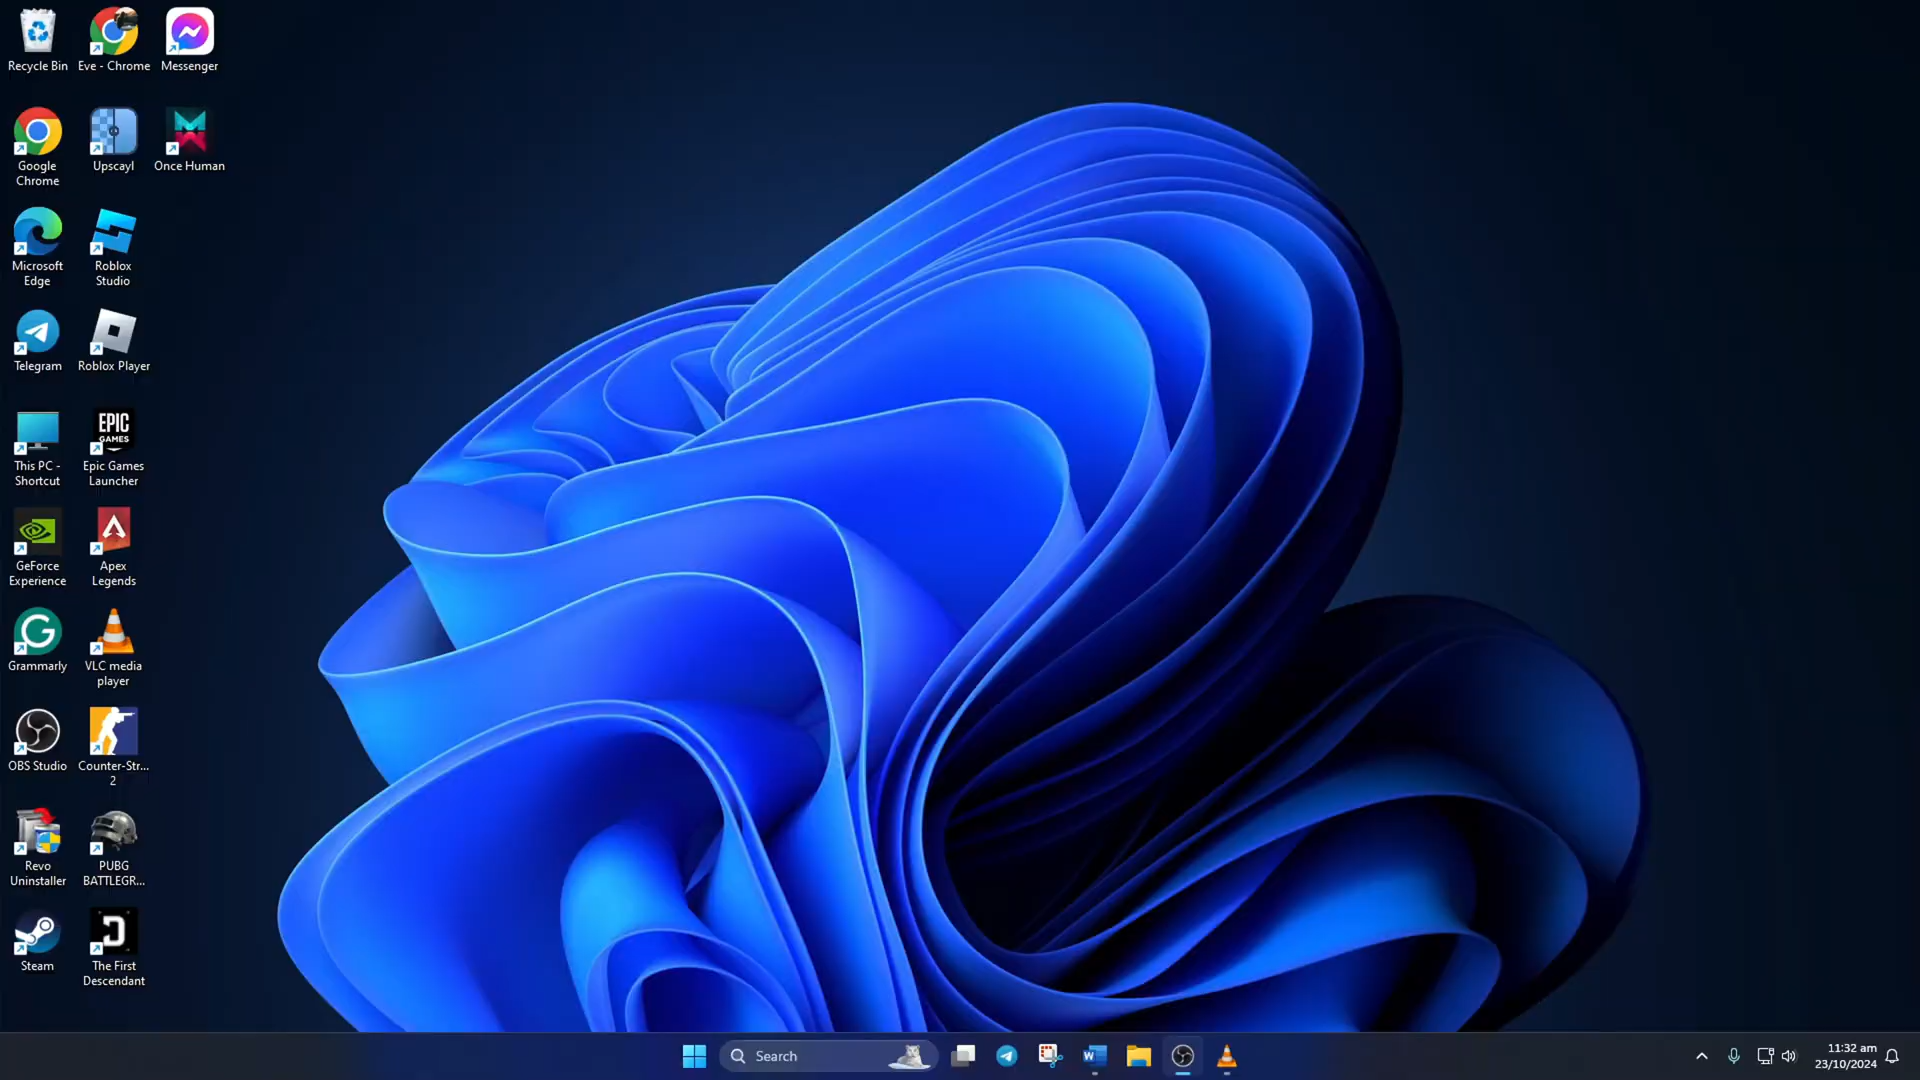 Recycle Bin
Eve - Chrome
Messenger
Google
Chrome
Upscayl
Once Human
Microsoft
Edge
Roblox
Studio
Telegram
Roblox Player
This PC -
Shortcut
EPIC
GAMES
Epic Games
Launcher
GeForce
Experience
Apex
Legends
Grammarly
VLC media
player
OBS Studio
Counter-Str...
2
Revo
Uninstaller
PUBG
BATTLEGR...
Steam
The First
Descendant
Search
W
11:32 am
23/10/2024